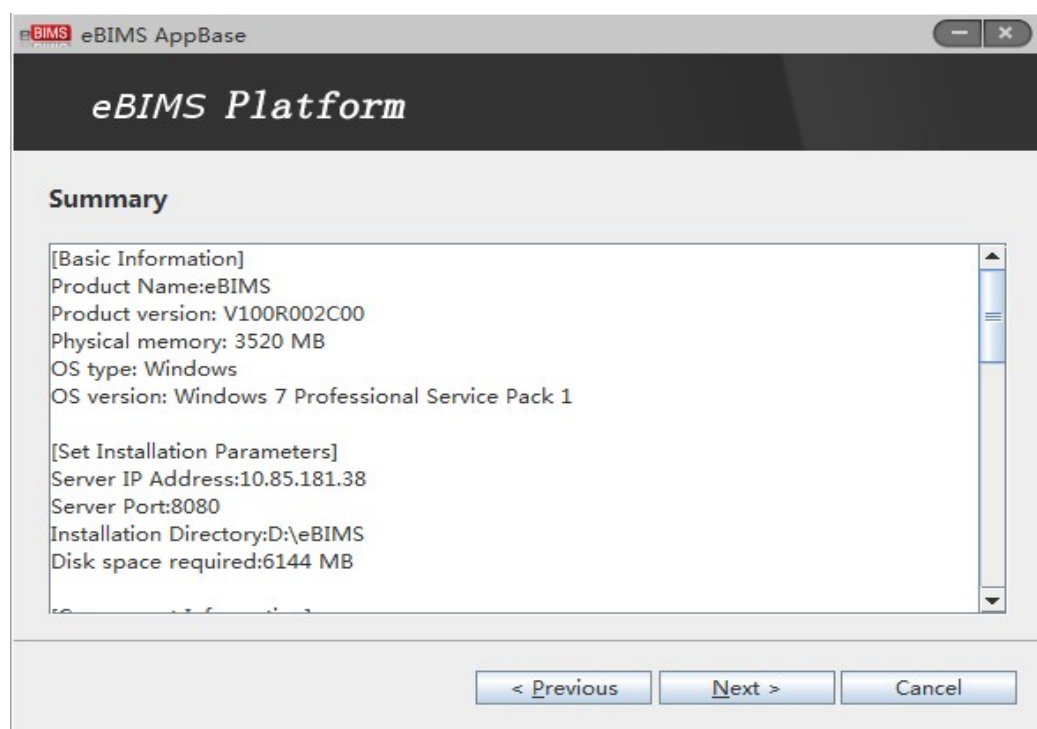 eBIMS eBIMS AppBase
eBIMS Platform
Summary
[Basic Information]
Product Name:eBIMS
Product version: V100R002C00
Physical memory: 3520 MB
OS type: Windows
OS version: Windows 7 Professional Service Pack 1
[Set Installation Parameters]
Server IP Address:10.85.181.38
Server Port:8080
Installation Directory:D:\eBIMS
Disk space required:6144 MB
< Previous Next > Cancel